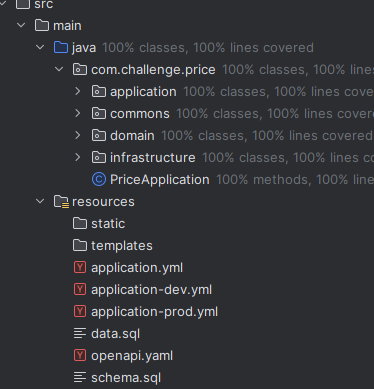 src
main
java 100% classes, 100% lines covered
com.challenge.price 100% classes, 100% lines
application 100% classes, 100% lines cove
commons 100% classes, 100% lines covered
domain 100% classes, 100% lines covered
infrastructure 100% classes, 100% lines co
PriceApplication 100% methods, 100% line
resources
static
templates
application.yml
application-dev.yml
application-prod.yml
data.sql
openapi.yaml
schema.sql